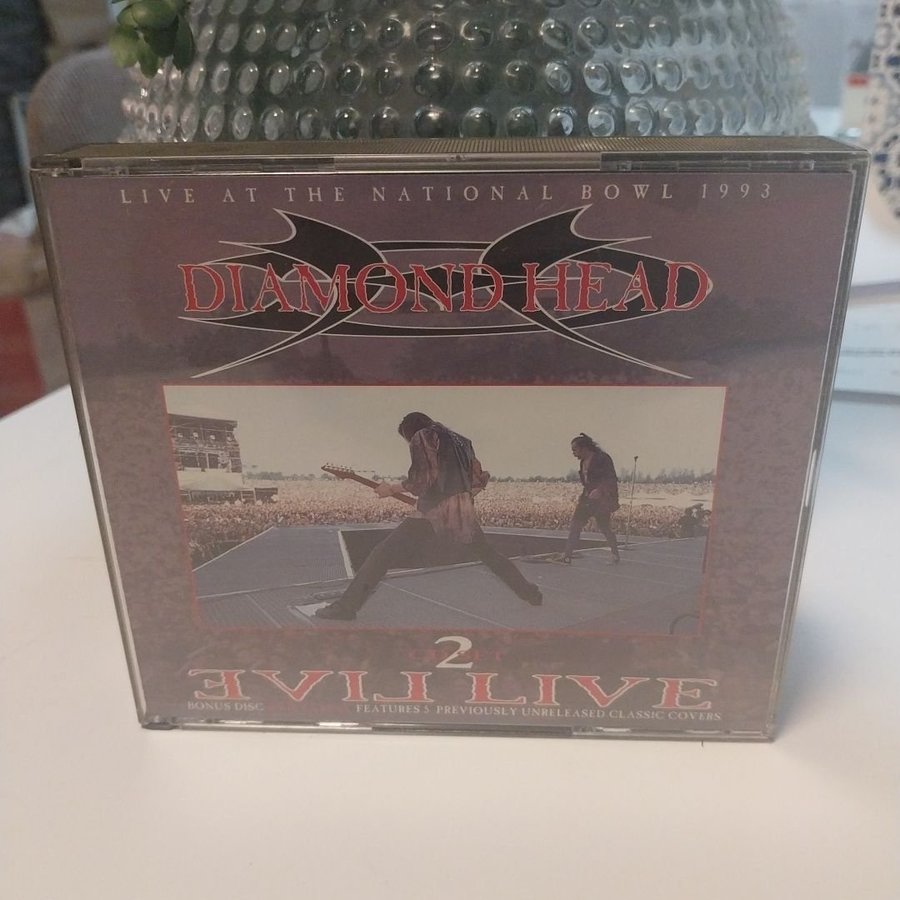 LIVE AT THE NATIONAL BOWL 1993
DIAMOND HEAD
2
EVIL LIVE
BONUS DISC FEATURES 5 PREVIOUSLY UNRELEASED CLASSIC COVERS